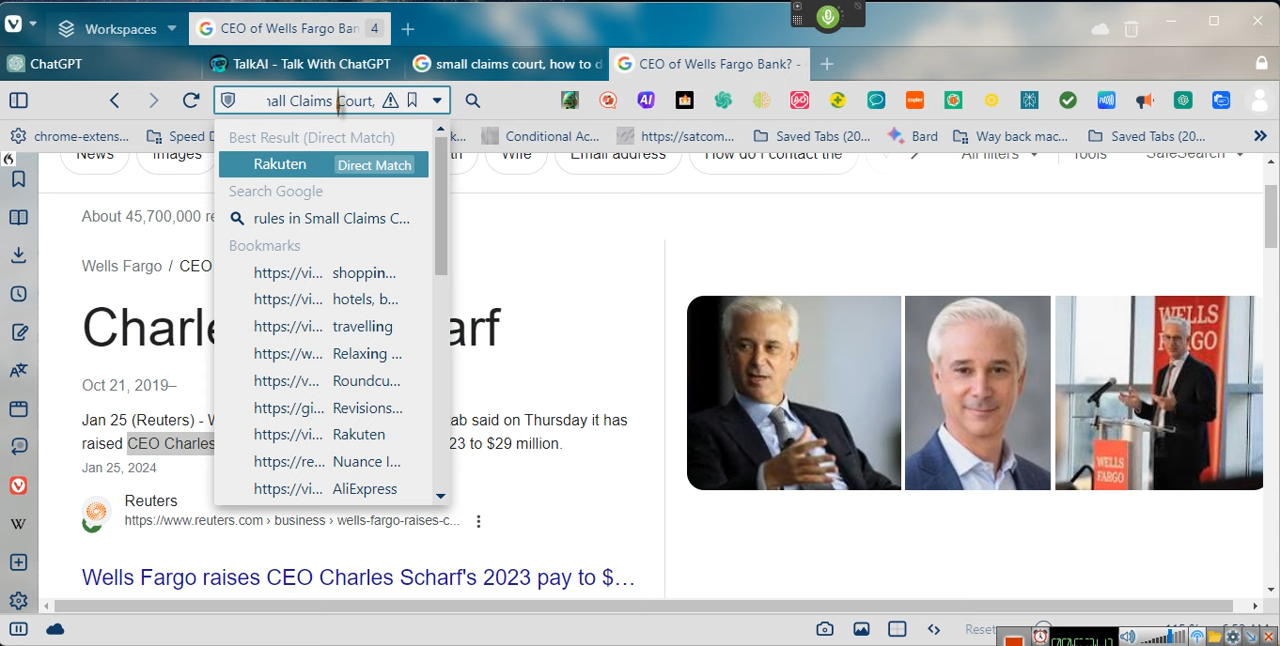 Workspaces
CEO of Wells Fargo Ban 4
ChatGPT
TalkAI - Talk With ChatGPT
small claims court, how to d
CEO of Wells Fargo Bank? -
mall Claims Court,
chrome-extens...
Speed D
k...
Conditional Ac...
https://satcom...
Saved Tabs (20...
Bard
Way back mac...
Saved Tabs (20...
Best Result (Direct Match)
Rakuten Direct Match
Search Google
rules in Small Claims C...
Bookmarks
https://vi... shoppin...
https://vi... hotels, b...
https://vi... travelling
https://w... Relaxing ...
https://v... Roundcu...
https://gi... Revisions...
https://vi... Rakuten
https://re... Nuance I...
https://vi... AliExpress
News
Images
Wife
Email address
How do I contact the
All filters
Tools
SafeSearch
About 45,700,000 re
Wells Fargo / CEO
Charle arf
Oct 21, 2019–
Jan 25 (Reuters) - W ab said on Thursday it has
raised CEO Charles 23 to $29 million.
Jan 25, 2024
Reuters
https://www.reuters.com › business › wells-fargo-raises-c...
Wells Fargo raises CEO Charles Scharf's 2023 pay to $...
WELLS
FARGO
WELLS
FARGO
Reset